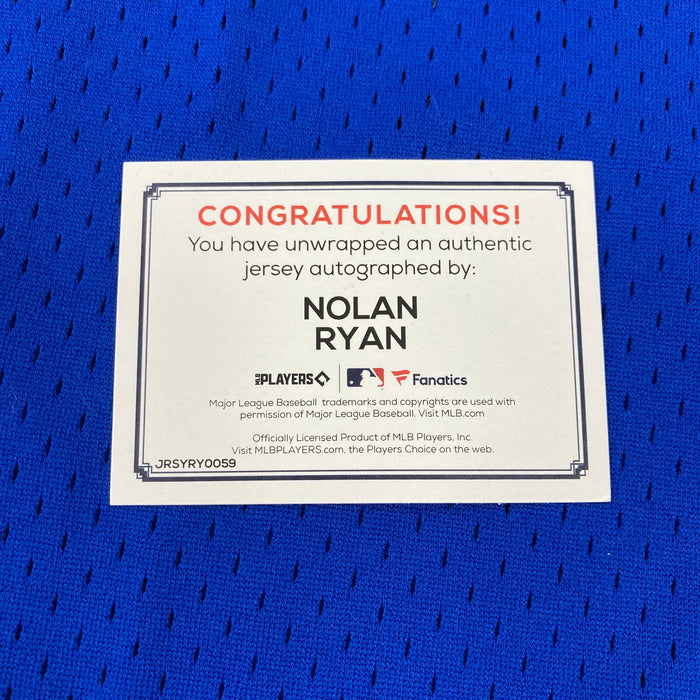 CONGRATULATIONS!
You have unwrapped an authentic
jersey autographed by:
NOLAN
RYAN
MLB PLAYERS Fanatics
Major League Baseball trademarks and copyrights are used with
permission of Major League Baseball. Visit MLB.com
Officially Licensed Product of MLB Players, Inc.
Visit MLBPLAYERS.com, the Players Choice on the web.
JRSYRY0059